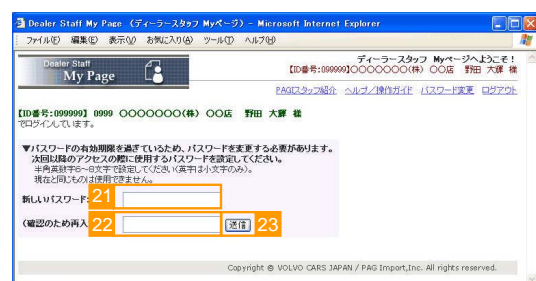 Dealer Staff My Page （ディーラースタッフ Myページ） - Microsoft Internet Explorer
ファイル(F) 編集(E) 表示(V) お気に入り(A) ツール(T) ヘルプ(H)
Dealer Staff
My Page
ディーラースタッフ Myページへようこそ！
【ID番号:099999】OOOOOOO(株) OO店 野田 大輝 様
PAGIスタッフ紹介 ヘルプ/操作ガイド パスワード変更 ログアウト
【ID番号:099999】 0999 OOOOOOO(株) OO店 野田 大輝 様
でログインしています。
▼パスワードの有効期限を過ぎているため、パスワードを変更する必要があります。
次回以降のアクセスの際に使用するパスワードを設定してください。
半角英数字6～8文字で設定してください(英字は小文字のみ)。
現在と同じものは使用できません。
新しいパスワード: 21
(確認のため再入 22 送信 23
Copyright © VOLVO CARS JAPAN / PAG Import,Inc. All rights reserved.